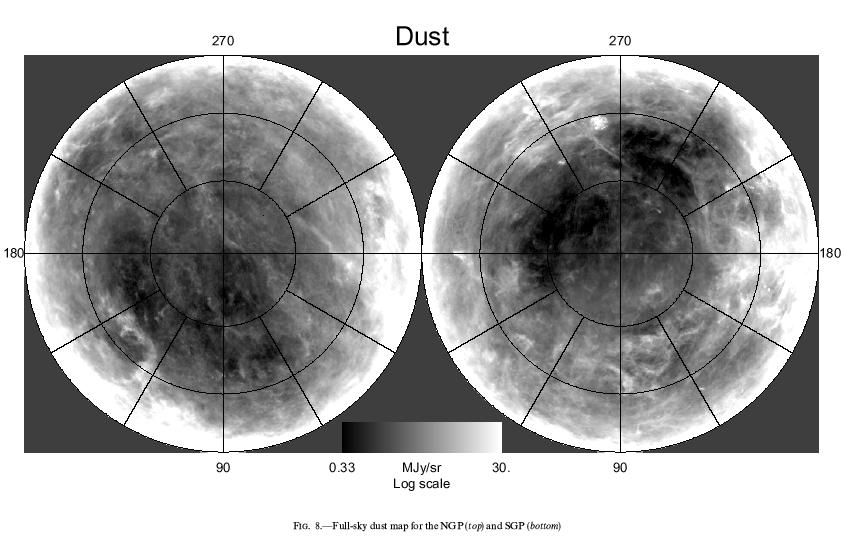 Dust
270
270
180
180
90
90
0.33
MJy/sr
30.
Log scale
FIG. 8.—Full-sky dust map for the NGP (top) and SGP (bottom)